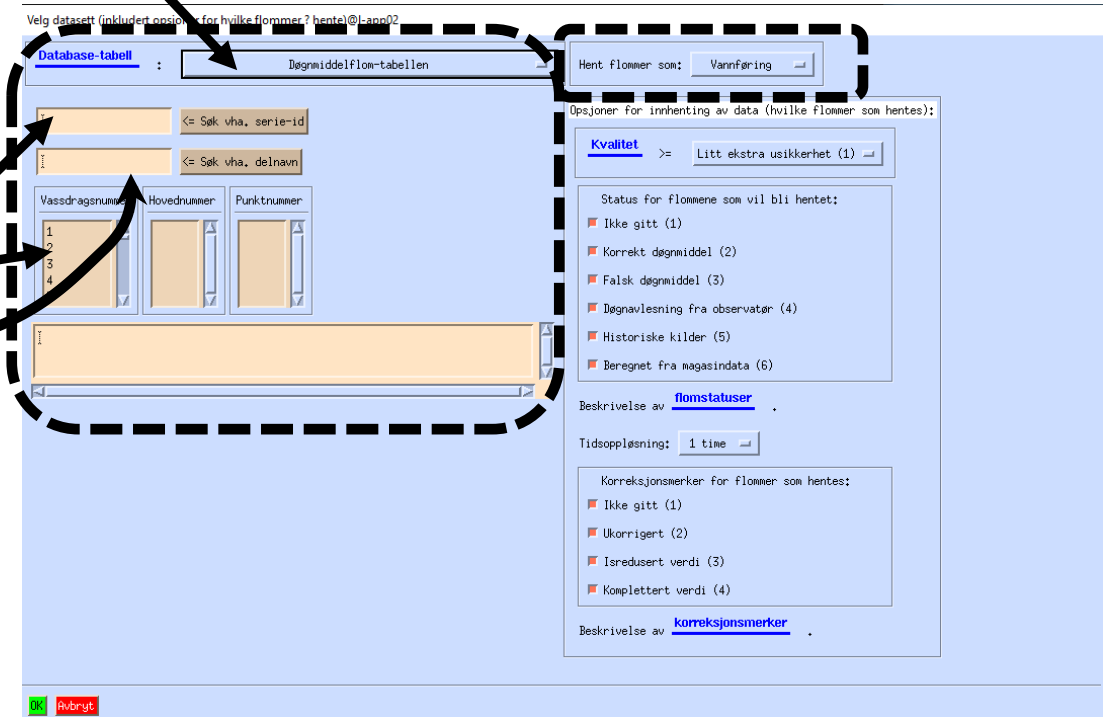 Velg datasett (inkludert opsjoner for hvilke flommer ? hente)@l-app02
Database-tabell : Døgnmiddelflom-tabellen
Hent flommer som: Vannføring
<= Søk vha. serie-id
<= Søk vha. delnavn
Vassdragsnummer Hovednummer Punktnummer
1
2
3
4
Opsjoner for innhenting av data (hvilke flommer som hentes):
Kvalitet >= Litt ekstra usikkerhet (1)
Status for flommene som vil bli hentet:
Ikke gitt (1)
Korrekt døgnmiddel (2)
Falsk døgnmiddel (3)
Døgnavlesning fra observatør (4)
Historiske kilder (5)
Beregnet fra magasindata (6)
Beskrivelse av flomstatuser .
Tidsoppløsning: 1 time
Korreksjonsmerker for flommer som hentes:
Ikke gitt (1)
Ukorrigert (2)
Isredusert verdi (3)
Komplettert verdi (4)
Beskrivelse av korreksjonsmerker .
OK Avbryt